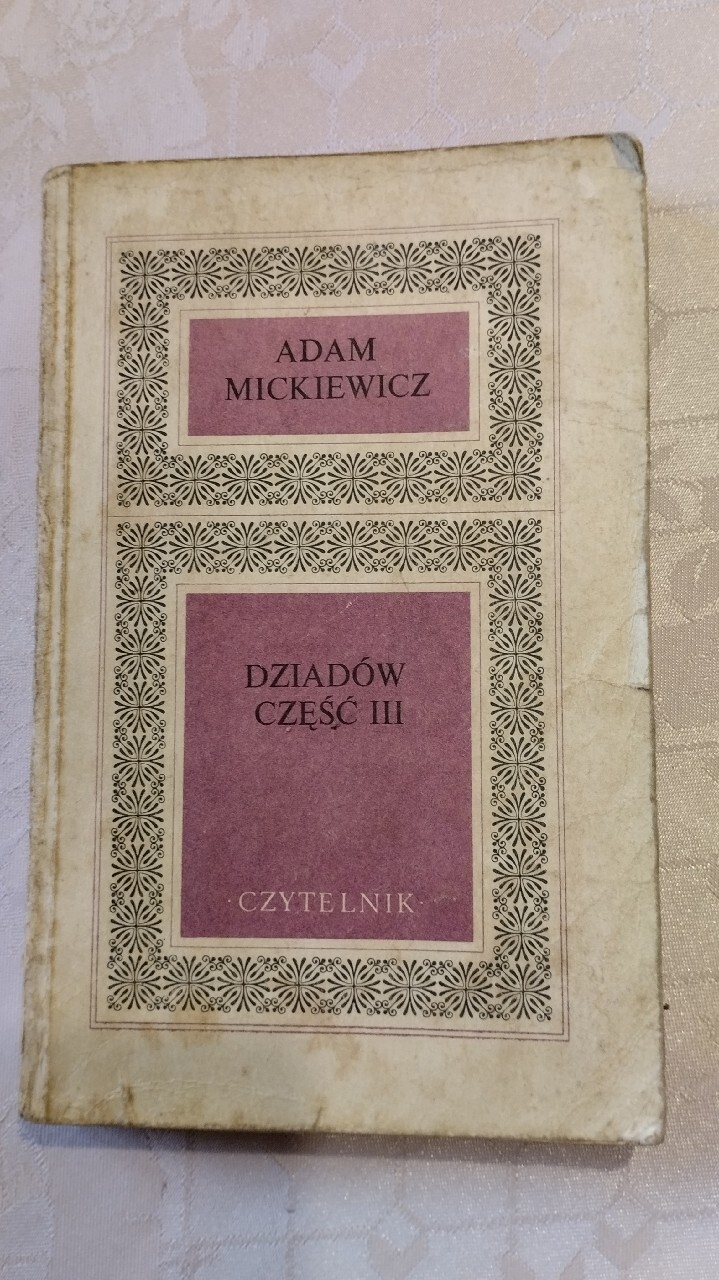 ADAM
MICKIEWICZ
DZIADÓW
CZĘŚĆ III
·CZYTELNIK·